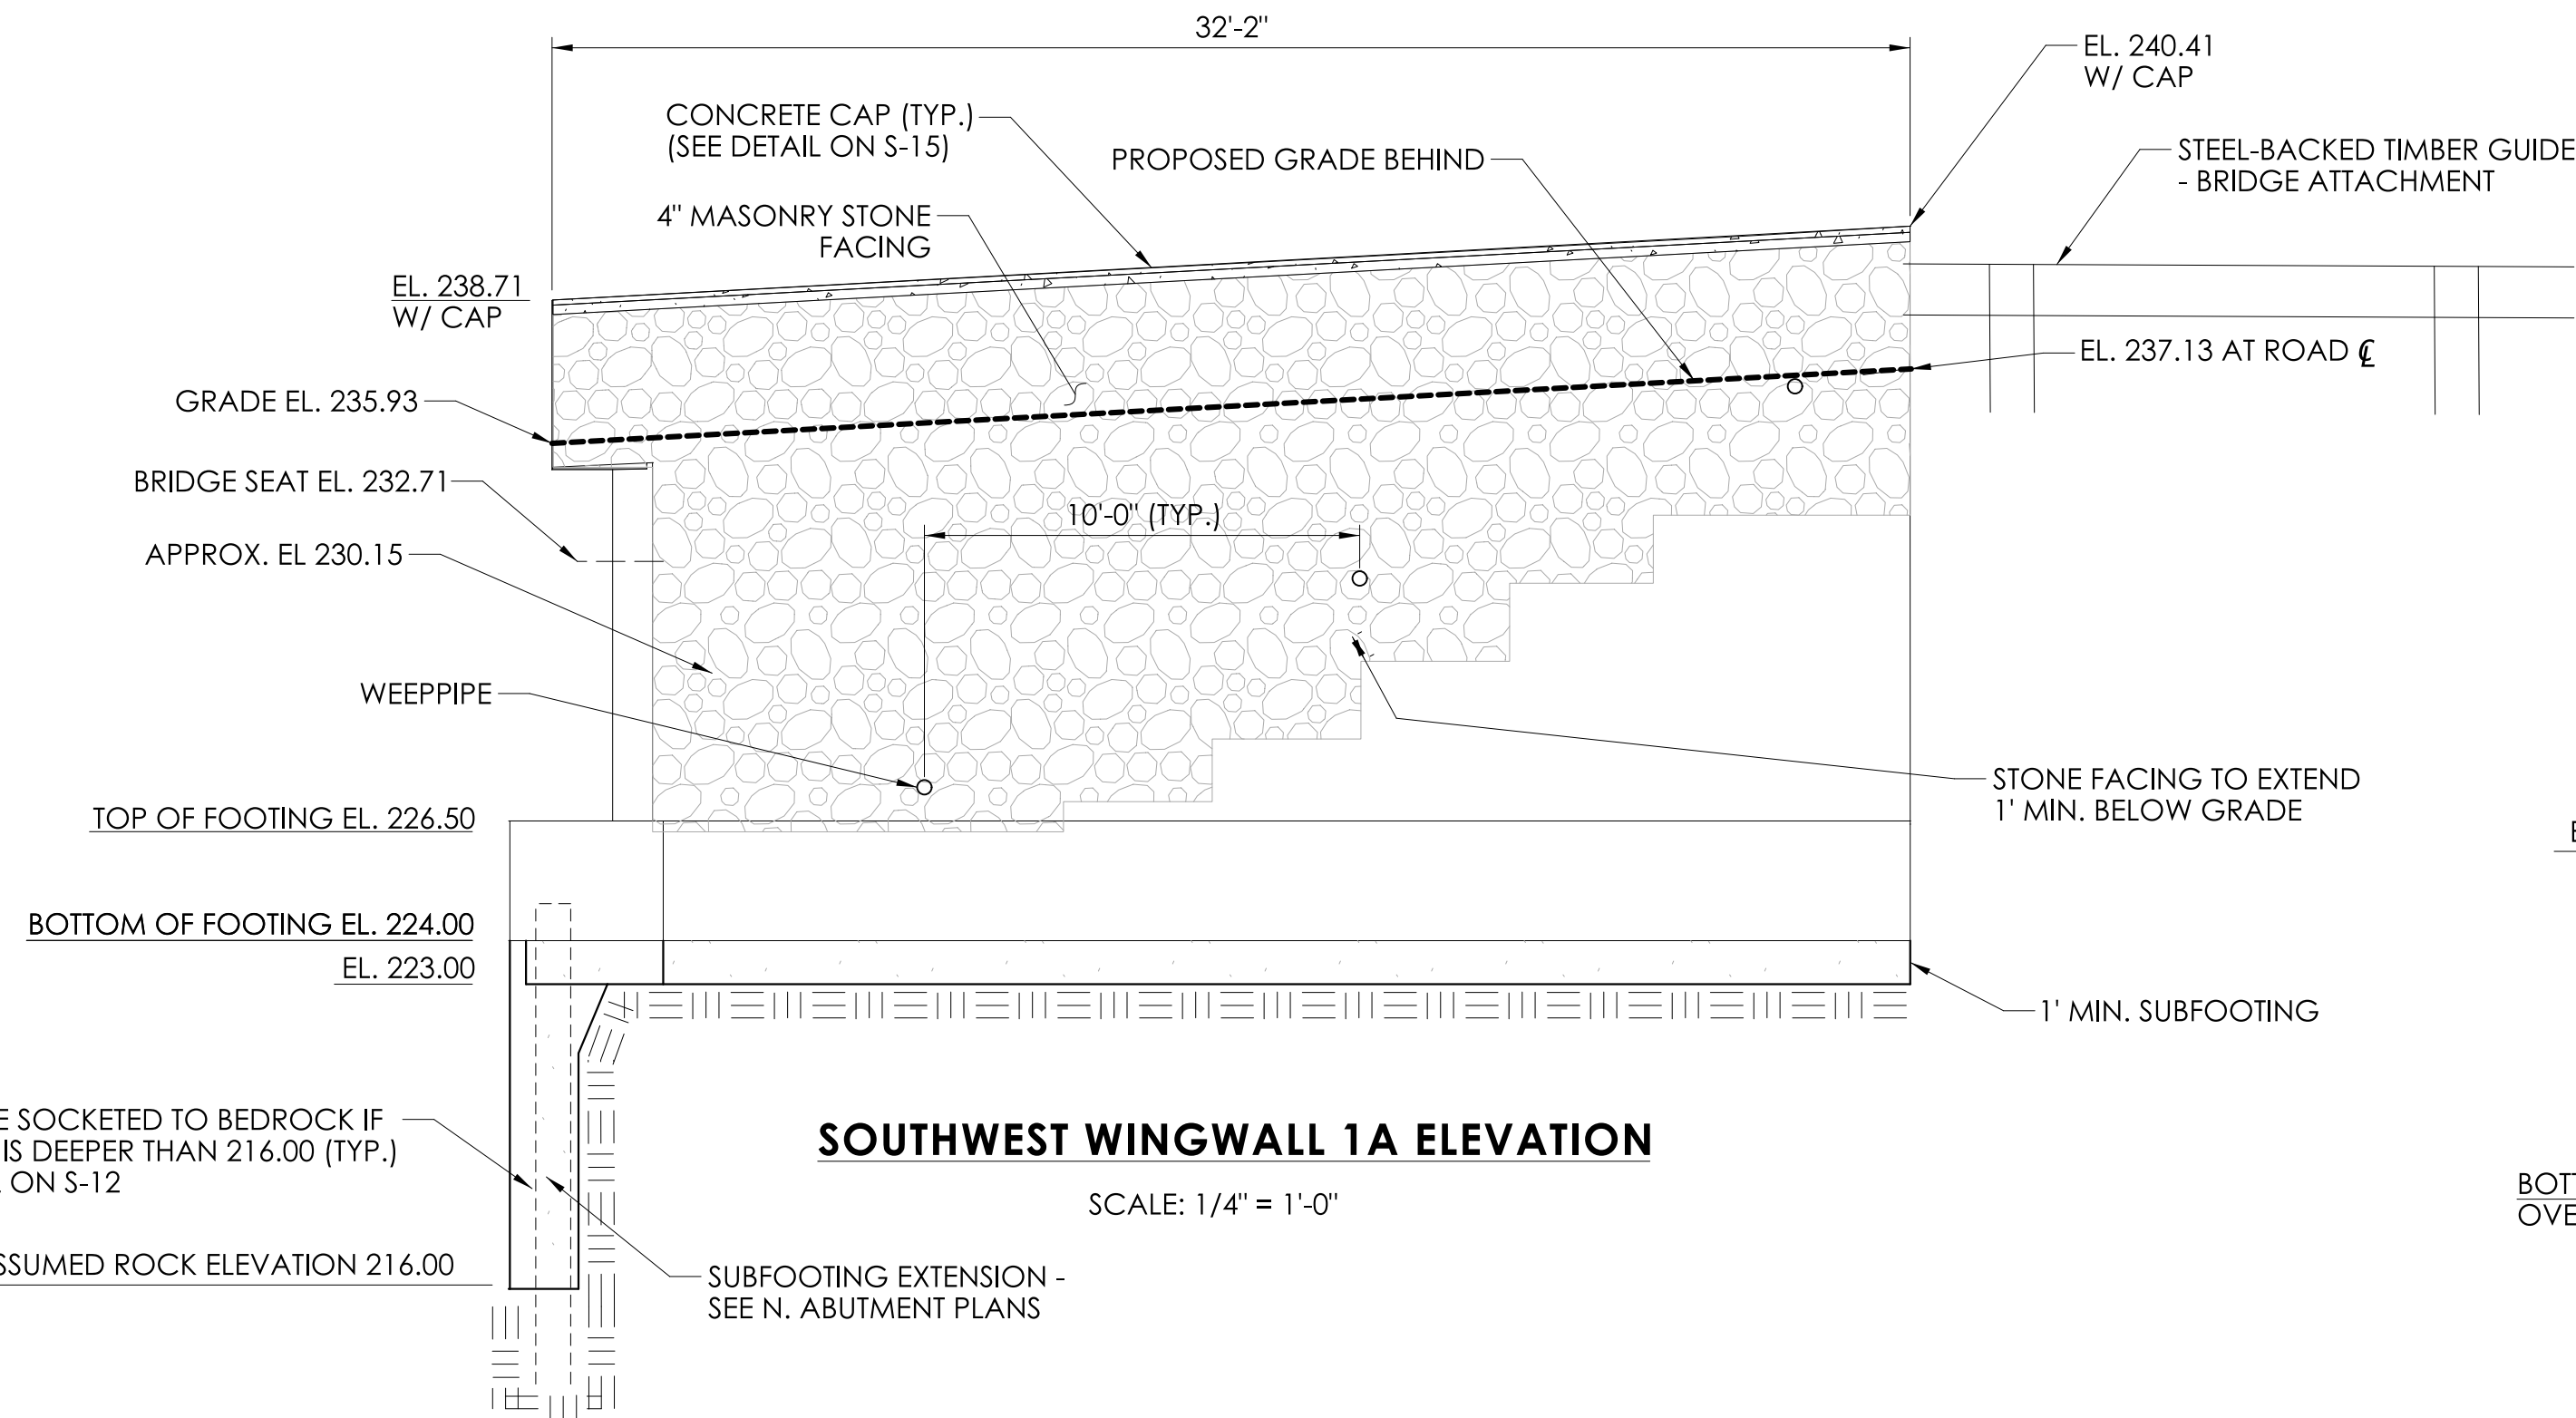 32'-2"
EL. 240.41
W/ CAP
CONCRETE CAP (TYP.)
(SEE DETAIL ON S-15)
PROPOSED GRADE BEHIND
STEEL-BACKED TIMBER GUIDE
- BRIDGE ATTACHMENT
4" MASONRY STONE
FACING
EL. 238.71
W/ CAP
EL. 237.13 AT ROAD ℄
GRADE EL. 235.93
BRIDGE SEAT EL. 232.71
10'-0" (TYP.)
APPROX. EL 230.15
WEEPPIPE
STONE FACING TO EXTEND
1' MIN. BELOW GRADE
TOP OF FOOTING EL. 226.50
BOTTOM OF FOOTING EL. 224.00
EL. 223.00
1' MIN. SUBFOOTING
E SOCKETED TO BEDROCK IF
IS DEEPER THAN 216.00 (TYP.)
ON S-12
SOUTHWEST WINGWALL 1A ELEVATION
SCALE: 1/4" = 1'-0"
BOTT
OVE
SSUMED ROCK ELEVATION 216.00
SUBFOOTING EXTENSION -
SEE N. ABUTMENT PLANS